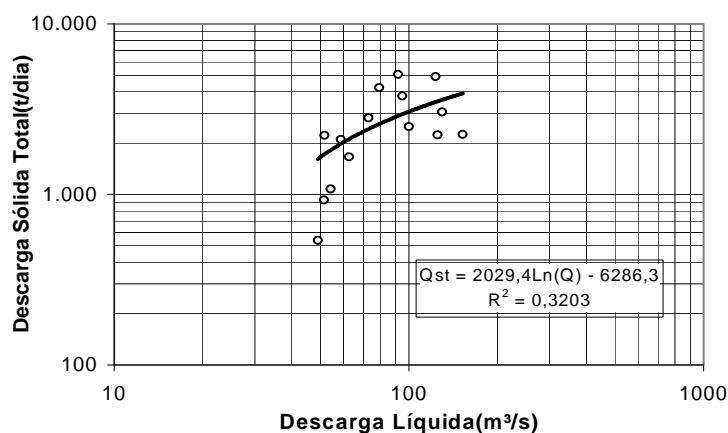 10.000
Descarga Sólida Total(t/dia)
1.000
Qst = 2029,4Ln(Q) - 6286,3
R² = 0,3203
100
10
100
1000
Descarga Líquida(m³/s)